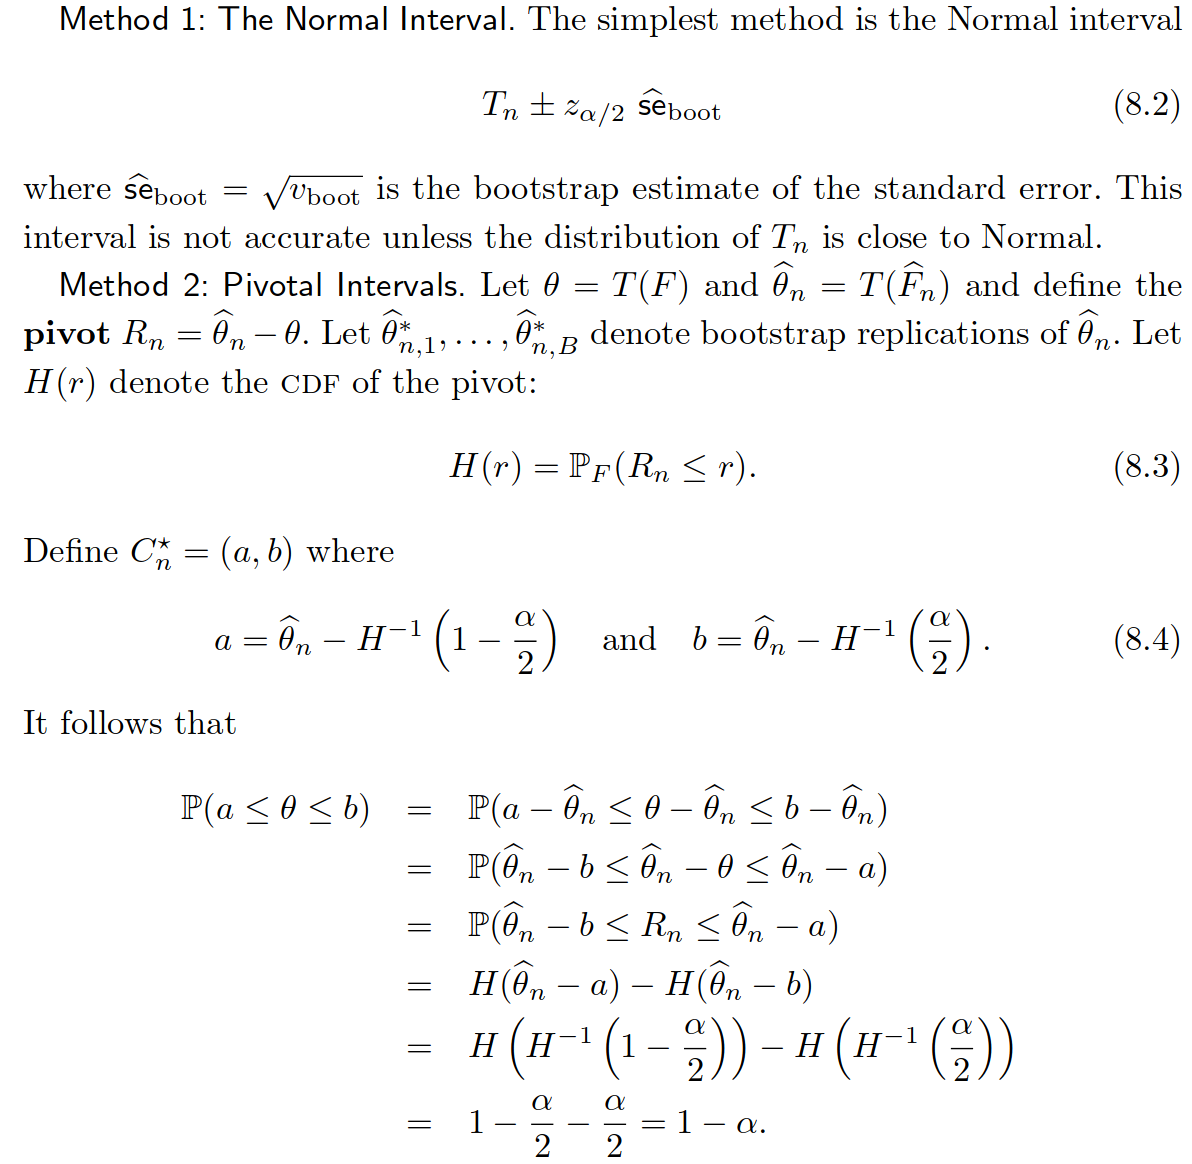 Method 1: The Normal Interval. The simplest method is the Normal interval
T_n ± z_{α/2} ŝe_boot (8.2)
where ŝe_boot = √v_boot is the bootstrap estimate of the standard error. This
interval is not accurate unless the distribution of T_n is close to Normal.
Method 2: Pivotal Intervals. Let θ = T(F) and θ̂_n = T(F̂_n) and define the
pivot R_n = θ̂_n − θ. Let θ̂*_{n,1}, . . . , θ̂*_{n,B} denote bootstrap replications of θ̂_n. Let
H(r) denote the CDF of the pivot:
H(r) = ℙ_F(R_n ≤ r). (8.3)
Define C⋆_n = (a, b) where
a = θ̂_n − H^{−1}(1 − α/2) and b = θ̂_n − H^{−1}(α/2). (8.4)
It follows that
ℙ(a ≤ θ ≤ b) = ℙ(a − θ̂_n ≤ θ − θ̂_n ≤ b − θ̂_n)
= ℙ(θ̂_n − b ≤ θ̂_n − θ ≤ θ̂_n − a)
= ℙ(θ̂_n − b ≤ R_n ≤ θ̂_n − a)
= H(θ̂_n − a) − H(θ̂_n − b)
= H(H^{−1}(1 − α/2)) − H(H^{−1}(α/2))
= 1 − α/2 − α/2 = 1 − α.